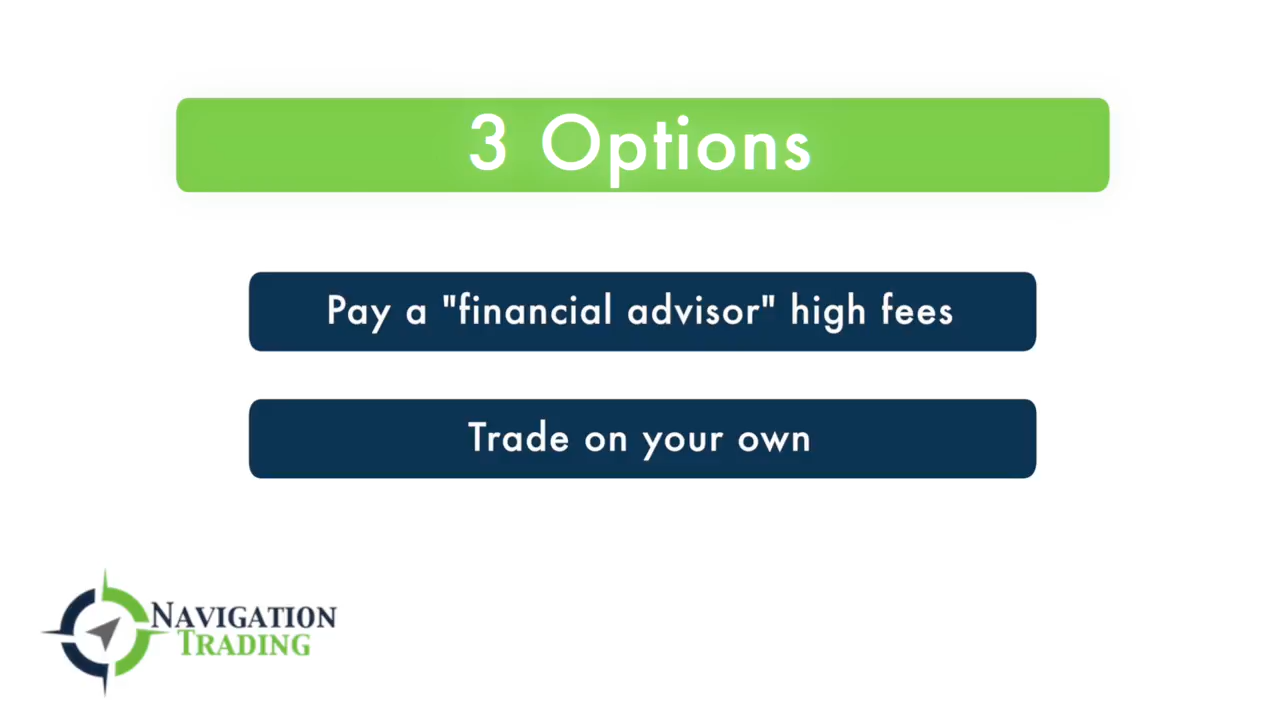 3 Options
Pay a "financial advisor" high fees
Trade on your own
NAVIGATION
TRADING